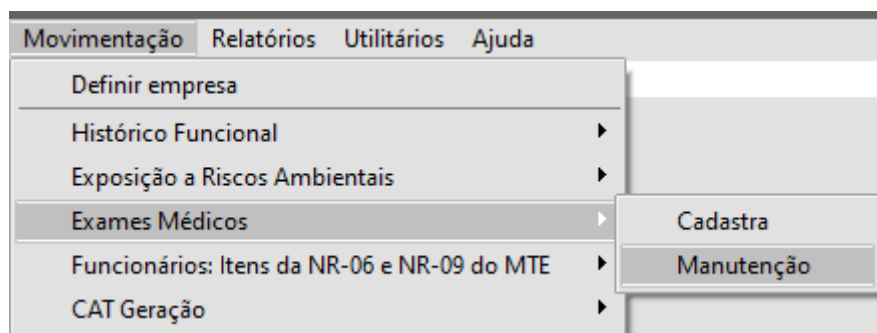 Movimentação Relatórios Utilitários Ajuda
Definir empresa
Histórico Funcional
Exposição a Riscos Ambientais
Exames Médicos
Cadastra
Funcionários: Itens da NR-06 e NR-09 do MTE
Manutenção
CAT Geração